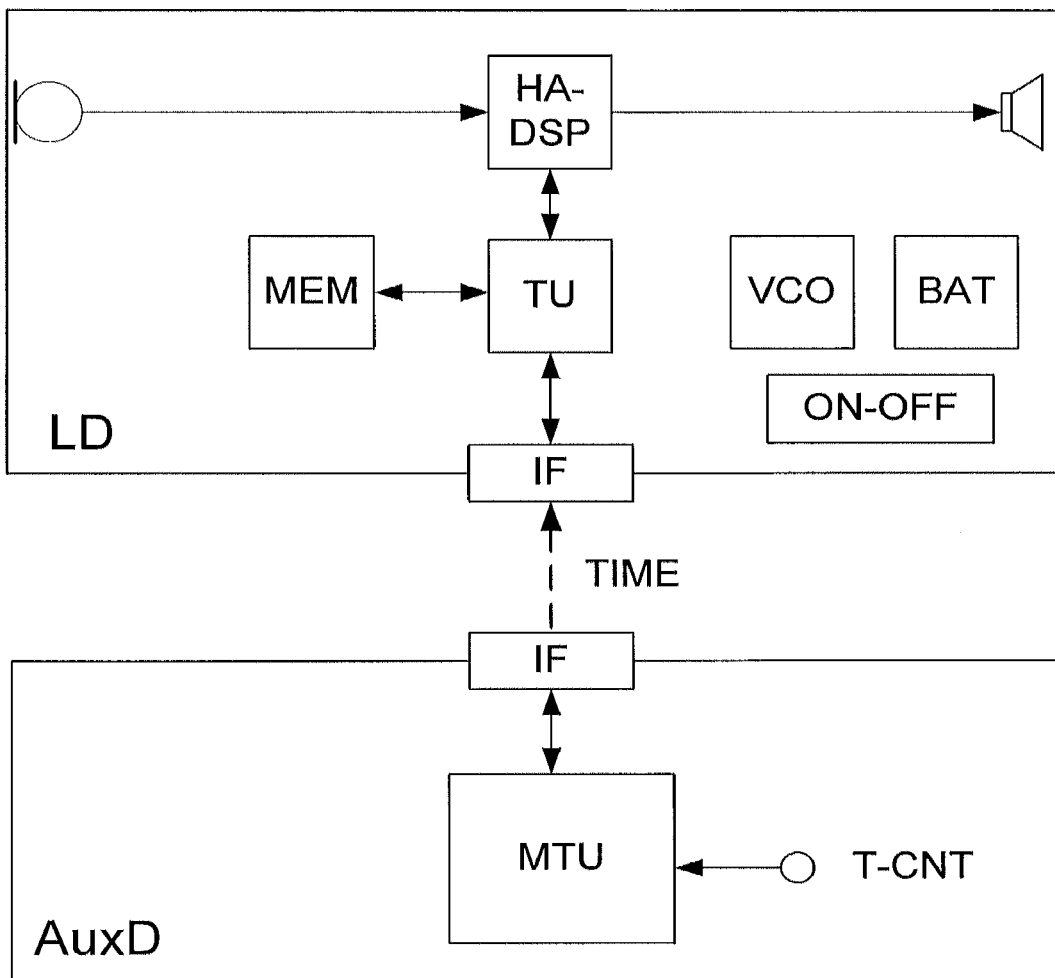 HA-
DSP
MEM
TU
VCO
BAT
ON-OFF
LD
IF
TIME
IF
MTU
T-CNT
AuxD